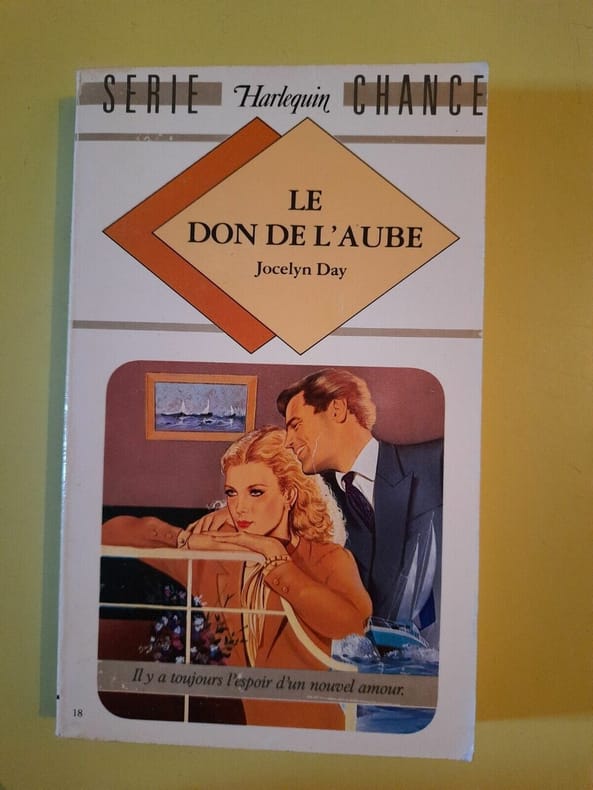 SERIE Harlequin CHANCE
LE
DON DE L'AUBE
Jocelyn Day
Il y a toujours l'espoir d'un nouvel amour.
18